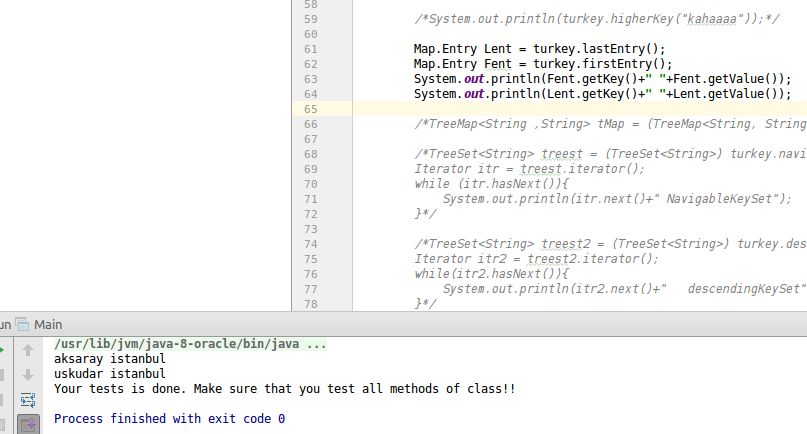 58
59 /*System.out.println(turkey.higherKey("kahaaaa"));*/
60
61 Map.Entry Lent = turkey.lastEntry();
62 Map.Entry Fent = turkey.firstEntry();
63 System.out.println(Fent.getKey()+" "+Fent.getValue());
64 System.out.println(Lent.getKey()+" "+Lent.getValue());
65
66 /*TreeMap<String ,String> tMap = (TreeMap<String, String
67
68 /*TreeSet<String> treest = (TreeSet<String>) turkey.navi
69 Iterator itr = treest.iterator();
70 while (itr.hasNext()){
71 System.out.println(itr.next()+" NavigableKeySet");
72 }*/
73
74 /*TreeSet<String> treest2 = (TreeSet<String>) turkey.des
75 Iterator itr2 = treest2.iterator();
76 while(itr2.hasNext()){
77 System.out.println(itr2.next()+"   descendingKeySet"
78 }*/
un Main
/usr/lib/jvm/java-8-oracle/bin/java ...
aksaray istanbul
uskudar istanbul
Your tests is done. Make sure that you test all methods of class!!
Process finished with exit code 0